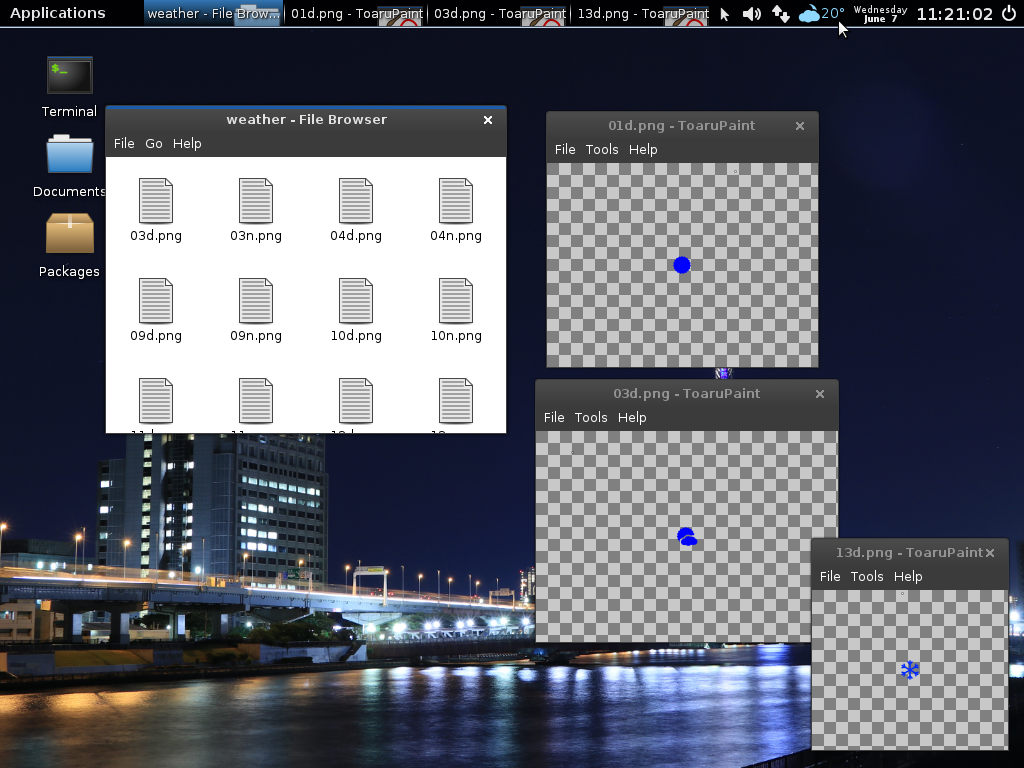 Applications
weather - File Brow...
01d.png - ToaruPaint
03d.png - ToaruPaint
13d.png - ToaruPaint
20°
Wednesday
June 7
11:21:02
$>_
Terminal
Documents
Packages
weather - File Browser
File Go Help
03d.png 03n.png 04d.png 04n.png
09d.png 09n.png 10d.png 10n.png
01d.png - ToaruPaint
File Tools Help
03d.png - ToaruPaint
File Tools Help
13d.png - ToaruPaint
File Tools Help